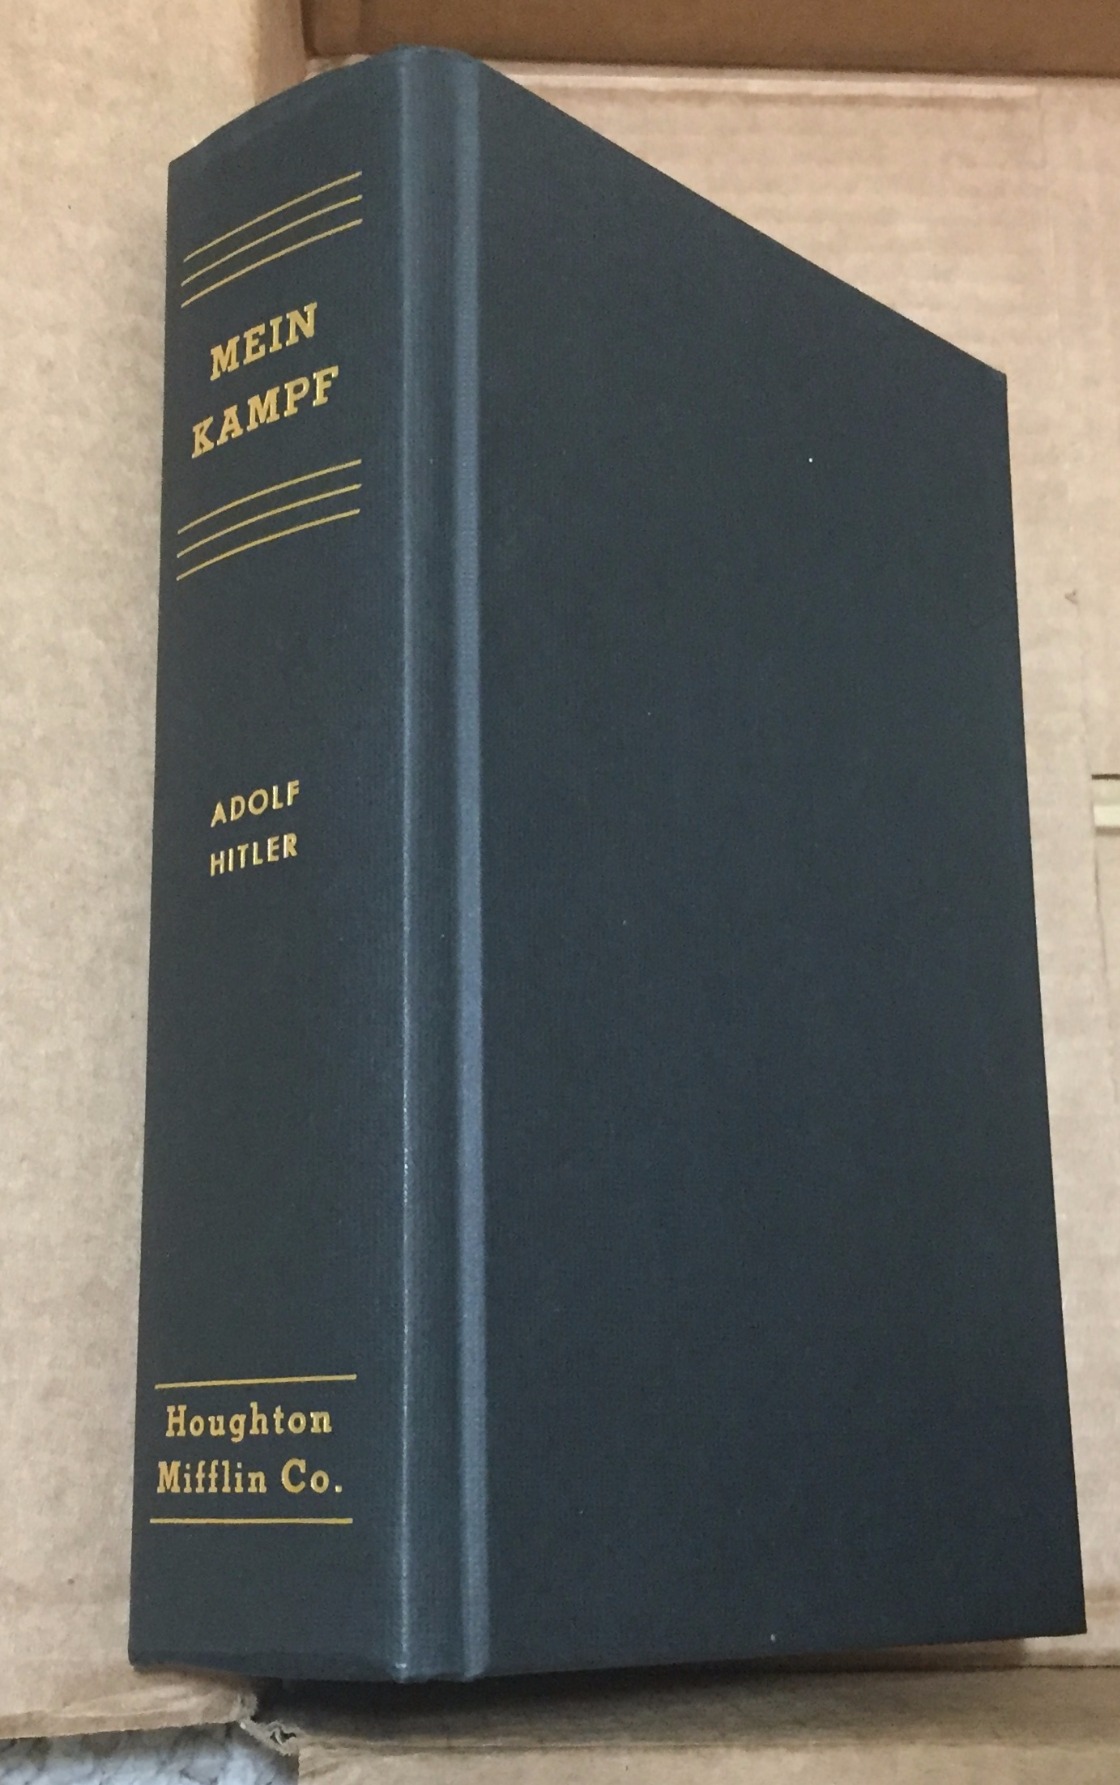 MEIN
KAMPF
ADOLF
HITLER
Houghton
Mifflin Co.